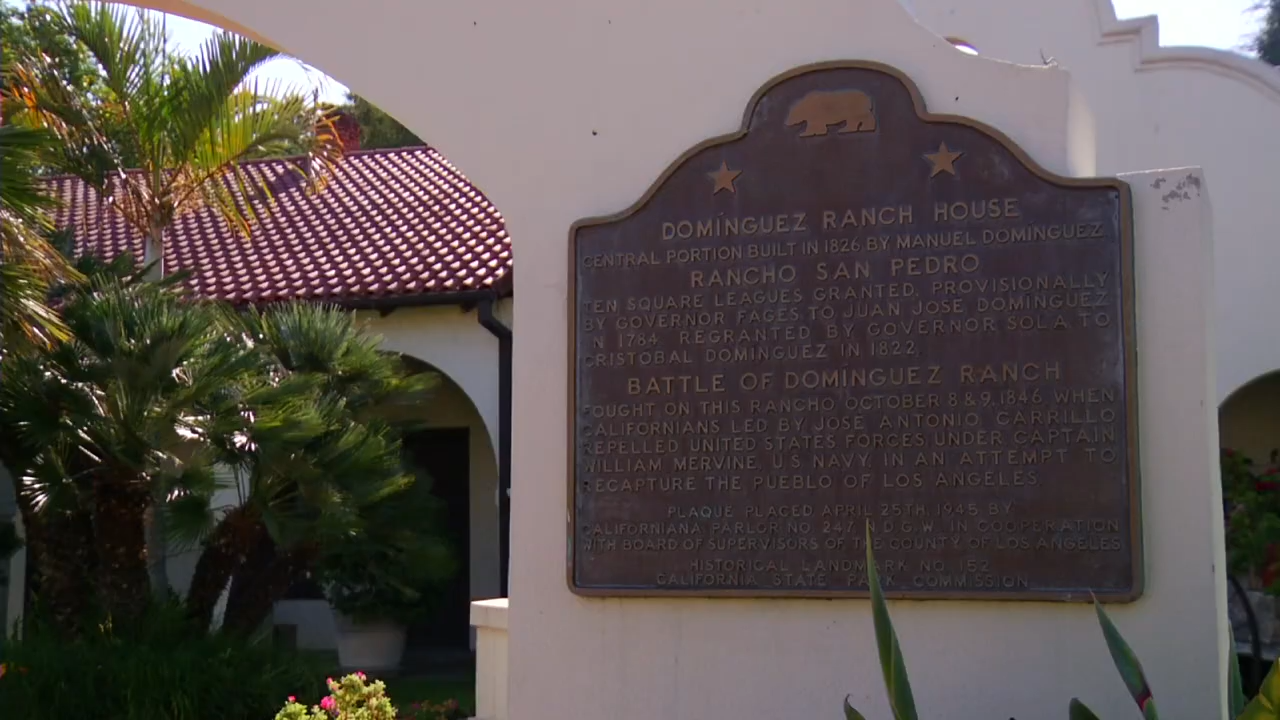 DOMÍNGUEZ RANCH HOUSE
CENTRAL PORTION BUILT IN 1826 BY MANUEL DOMÍNGUEZ
RANCHO SAN PEDRO
TEN SQUARE LEAGUES GRANTED, PROVISIONALLY
BY GOVERNOR FAGES TO JUAN JOSE DOMÍNGUEZ
IN 1784. REGRANTED BY GOVERNOR SOLA TO
CRISTOBAL DOMÍNGUEZ IN 1822.
BATTLE OF DOMINGUEZ RANCH
FOUGHT ON THIS RANCHO OCTOBER 8 & 9, 1846, WHEN
CALIFORNIANS LED BY JOSE ANTONIO CARRILLO
REPELLED UNITED STATES FORCES UNDER CAPTAIN
WILLIAM MERVINE, U.S. NAVY, IN AN ATTEMPT TO
RECAPTURE THE PUEBLO OF LOS ANGELES.
PLAQUE PLACED APRIL 25TH, 1945 BY
CALIFORNIANA PARLOR NO. 247, N.D.G.W. IN COOPERATION
WITH BOARD OF SUPERVISORS OF THE COUNTY OF LOS ANGELES
HISTORICAL LANDMARK NO. 152
CALIFORNIA STATE PARK COMMISSION